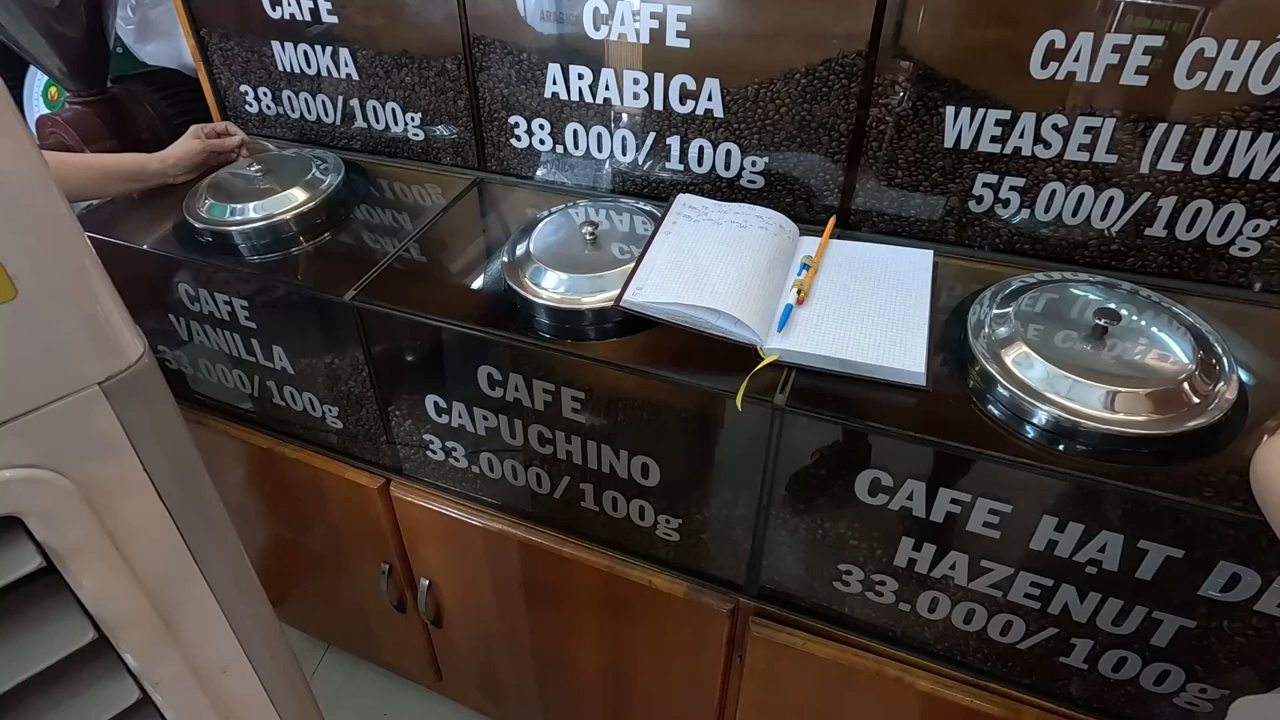 CAFE
MOKA
38.000/100g
CAFE
ARABICA
38.000/100g
CAFE CHO
WEASEL (LUW
55.000/100g
CAFE
VANILLA
33.000/100g
CAFE
CAPUCHINO
33.000/100g
CAFE HẠT DE
HAZENUT
33.000/100g